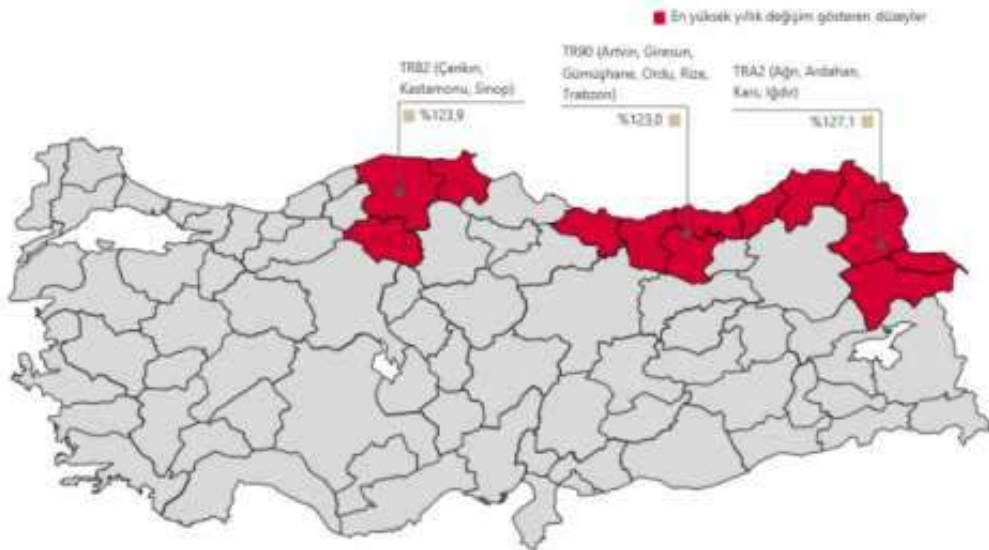 En yüksek yıllık değişim gösteren düzeyler
TR82 (Çankırı,
Kastamonu, Sinop)
%123,9
TR90 (Artvin, Giresun,
Gümüşhane, Ordu, Rize,
Trabzon)
%123,0
TRA2 (Ağrı, Ardahan,
Kars, Iğdır)
%127,1